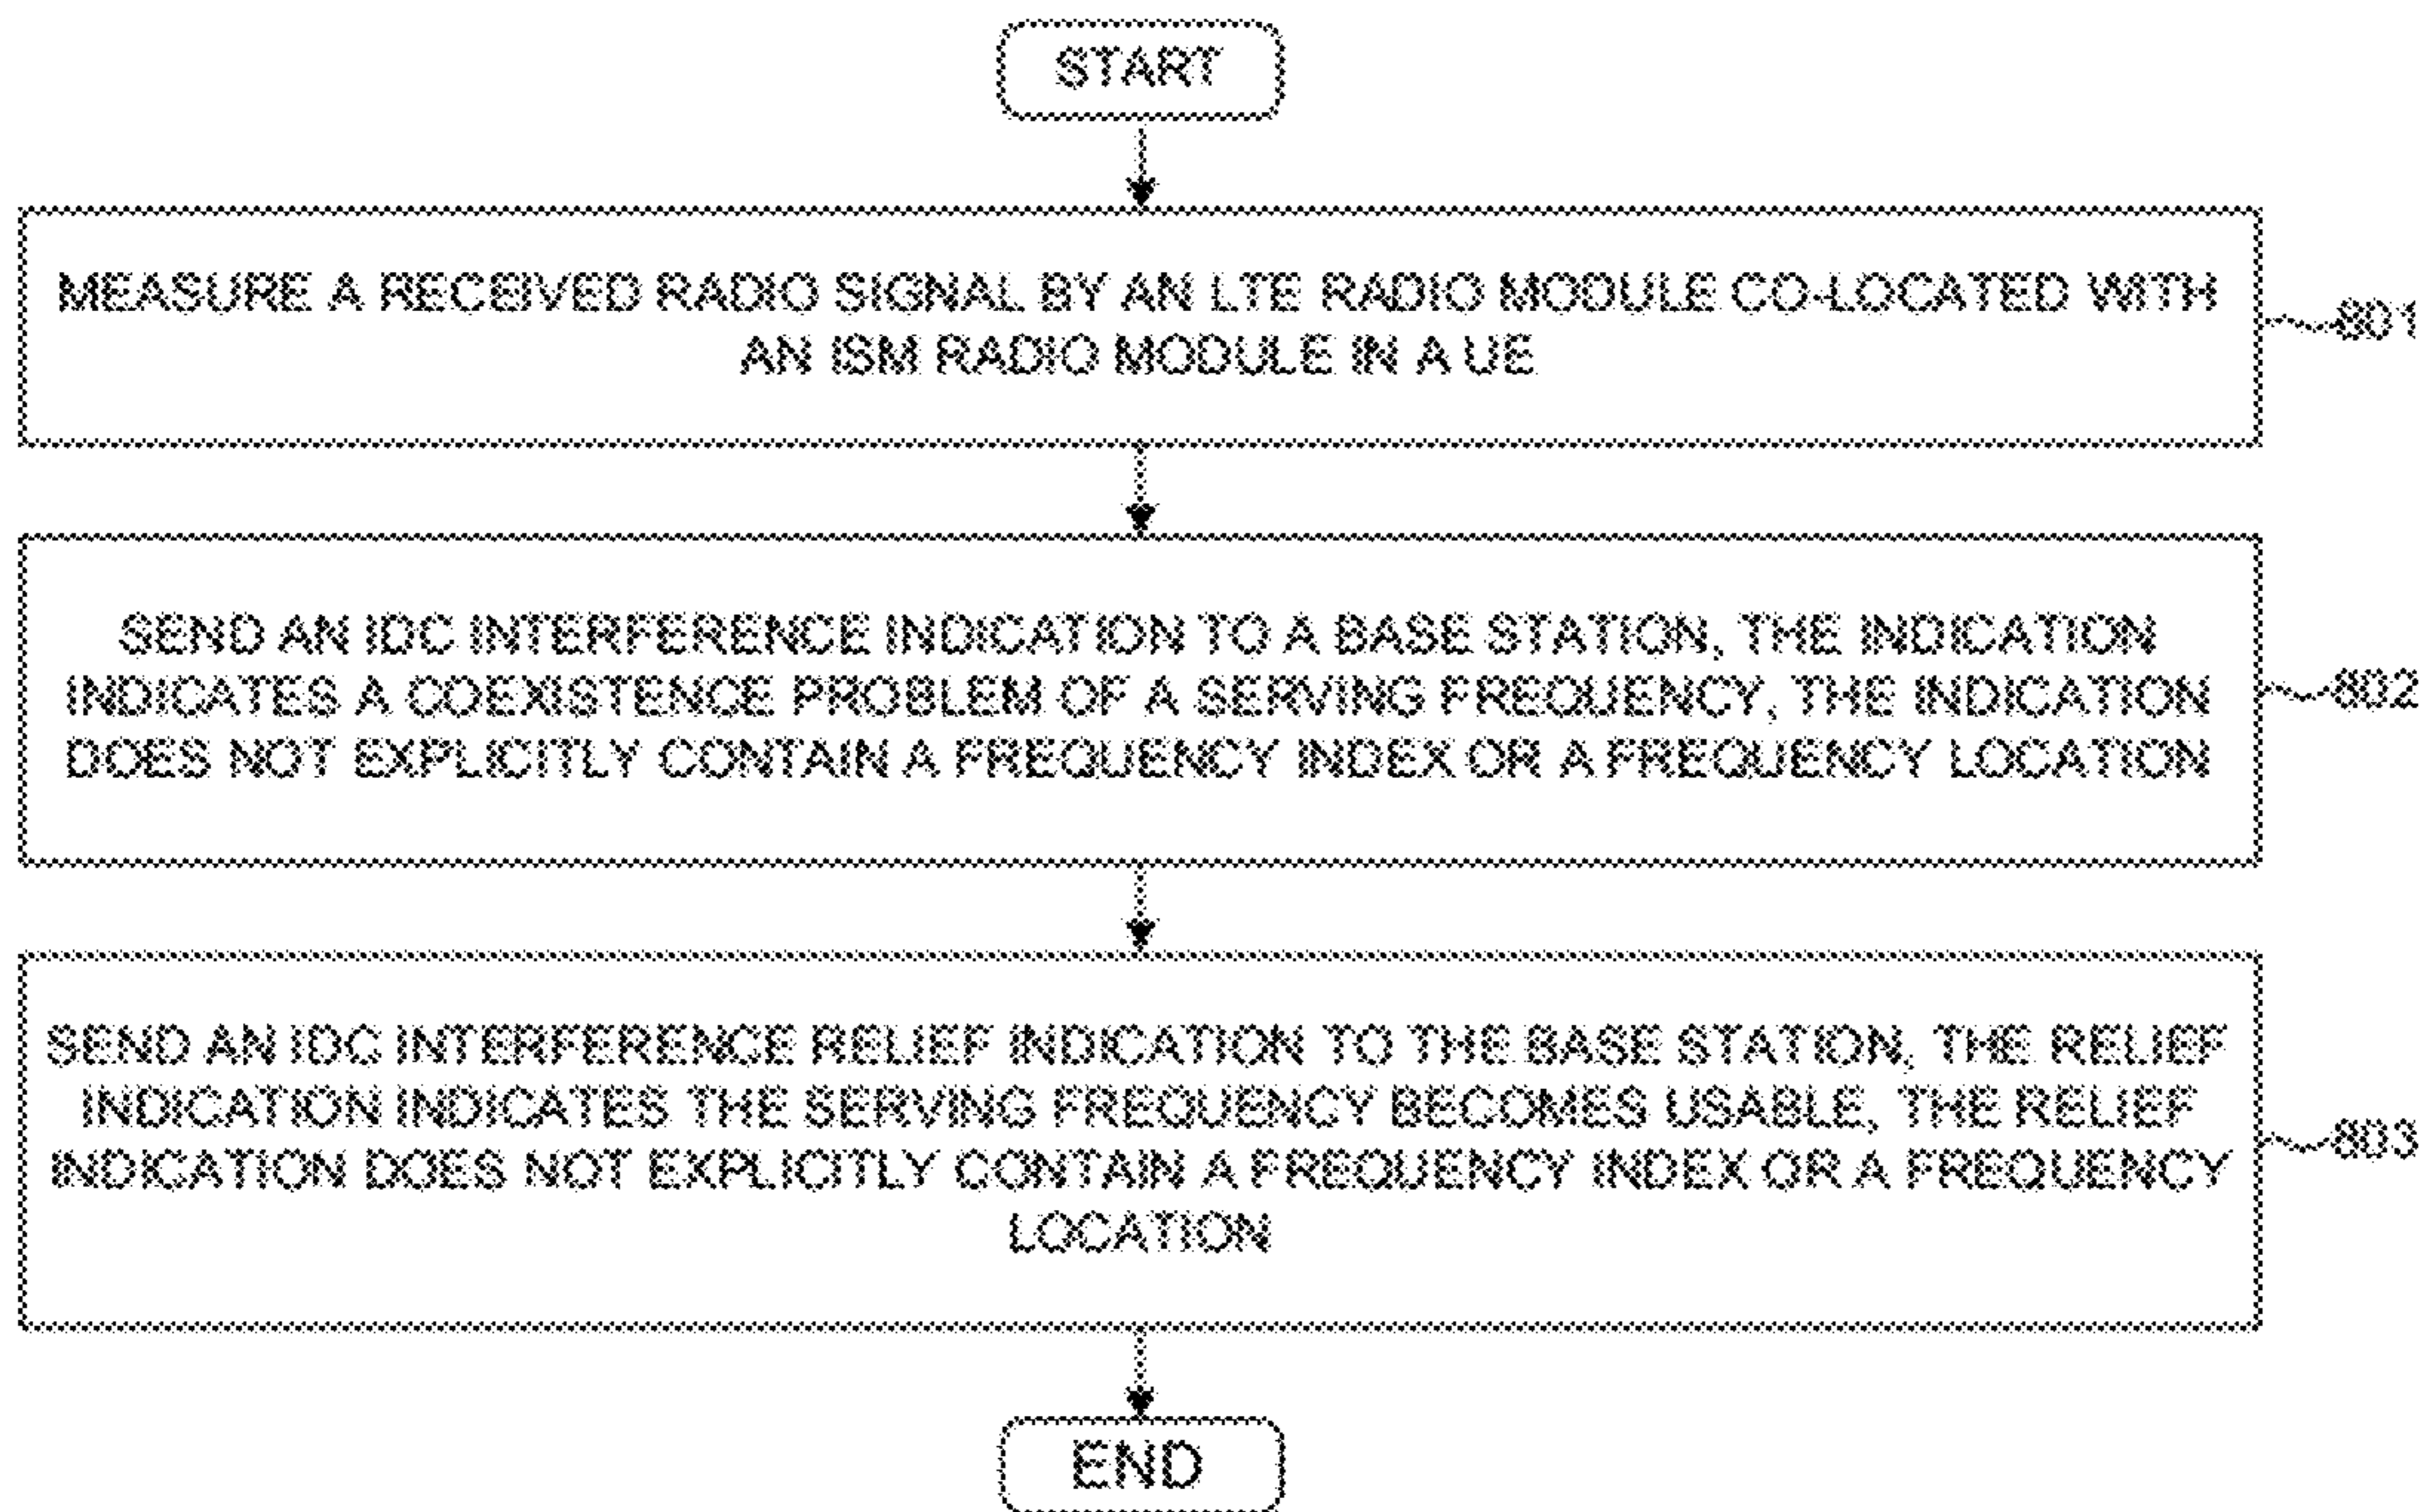 START
MEASURE A RECEIVED RADIO SIGNAL BY AN LTE RADIO MODULE CO-LOCATED WITH
AN ISM RADIO MODULE IN A UE
801
SEND AN IDC INTERFERENCE INDICATION TO A BASE STATION, THE INDICATION
INDICATES A COEXISTENCE PROBLEM OF A SERVING FREQUENCY, THE INDICATION
DOES NOT EXPLICITLY CONTAIN A FREQUENCY INDEX OR A FREQUENCY LOCATION
802
SEND AN IDC INTERFERENCE RELIEF INDICATION TO THE BASE STATION, THE RELIEF
INDICATION INDICATES THE SERVING FREQUENCY BECOMES USABLE, THE RELIEF
INDICATION DOES NOT EXPLICITLY CONTAIN A FREQUENCY INDEX OR A FREQUENCY
LOCATION
803
END